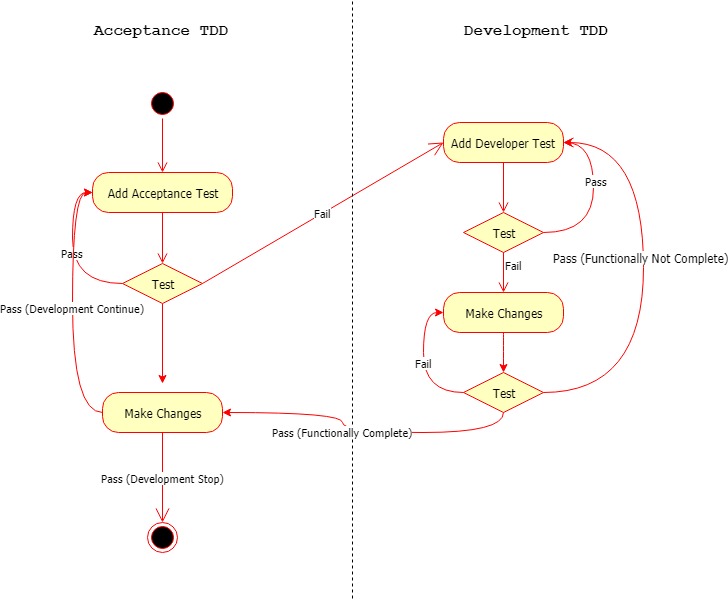 Acceptance TDD
Development TDD
Add Acceptance Test
Pass
Test
Fail
Pass (Development Continue)
Make Changes
Pass (Development Stop)
Add Developer Test
Pass
Test
Fail
Pass (Functionally Not Complete)
Make Changes
Fail
Test
Pass (Functionally Complete)